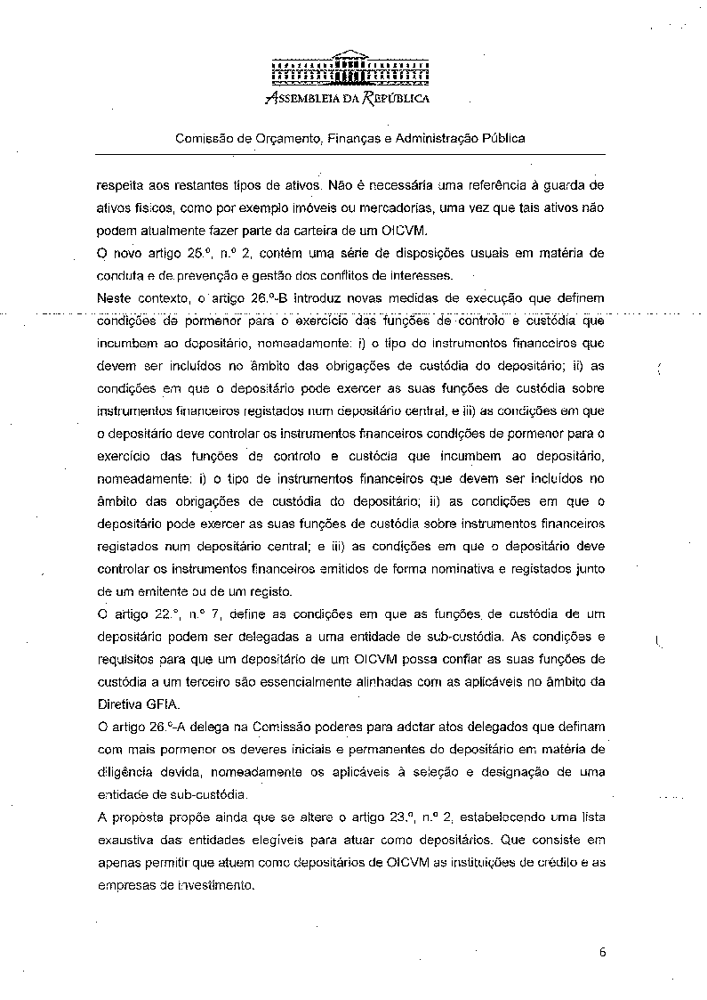 ASSEMBLEIA DA REPÚBLICA
Comissão de Orçamento, Finanças e Administração Pública
respeita aos restantes tipos de ativos. Não é necessária uma referência à guarda de
ativos físicos, como por exemplo imóveis ou mercadorias, uma vez que tais ativos não
podem atualmente fazer parte da carteira de um OICVM.
O novo artigo 25.º, n.º 2, contém uma série de disposições usuais em matéria de
conduta e de prevenção e gestão dos conflitos de interesses.
Neste contexto, o artigo 26.º-B introduz novas medidas de execução que definem
condições de pormenor para o exercício das funções de controlo e custódia que
incumbem ao depositário, nomeadamente: i) o tipo de instrumentos financeiros que
devem ser incluídos no âmbito das obrigações de custódia do depositário; ii) as
condições em que o depositário pode exercer as suas funções de custódia sobre
instrumentos financeiros registados num depositário central, e iii) as condições em que
o depositário deve controlar os instrumentos financeiros condições de pormenor para o
exercício das funções de controlo e custódia que incumbem ao depositário,
nomeadamente: i) o tipo de instrumentos financeiros que devem ser incluídos no
âmbito das obrigações de custódia do depositário; ii) as condições em que o
depositário pode exercer as suas funções de custódia sobre instrumentos financeiros
registados num depositário central; e iii) as condições em que o depositário deve
controlar os instrumentos financeiros emitidos de forma nominativa e registados junto
de um emitente ou de um registo.
O artigo 22.º, n.º 7, define as condições em que as funções de custódia de um
depositário podem ser delegadas a uma entidade de sub-custódia. As condições e
requisitos para que um depositário de um OICVM possa confiar as suas funções de
custódia a um terceiro são essencialmente alinhadas com as aplicáveis no âmbito da
Diretiva GFIA.
O artigo 26.º-A delega na Comissão poderes para adotar atos delegados que definam
com mais pormenor os deveres iniciais e permanentes do depositário em matéria de
diligência devida, nomeadamente os aplicáveis à seleção e designação de uma
entidade de sub-custódia.
A proposta propõe ainda que se altere o artigo 23.º, n.º 2, estabelecendo uma lista
exaustiva das entidades elegíveis para atuar como depositários. Que consiste em
apenas permitir que atuem como depositários de OICVM as instituições de crédito e as
empresas de investimento.
6